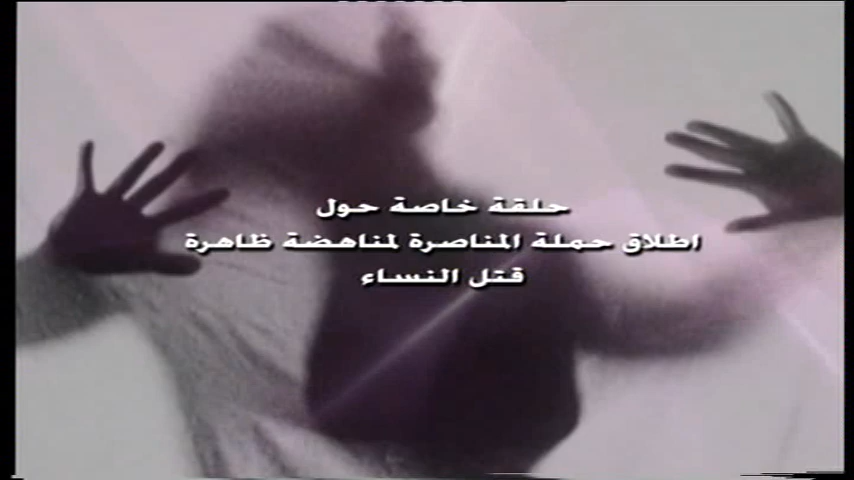 حلقة خاصة حول
اطلاق حملة المناصرة لمناهضة ظاهرة
قتل النساء